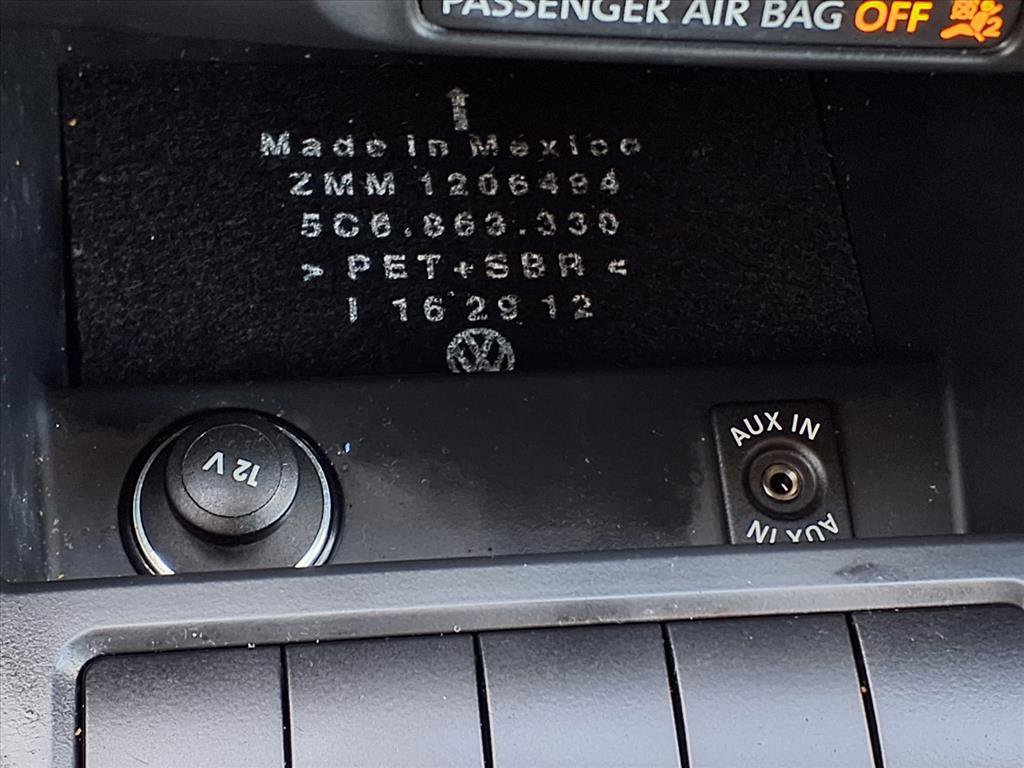 PASSENGER AIR BAG OFF
Made in Mexico
ZMM 1206494
5C6.863.330
> PET+SBR <
I 16 29 12
VW
12 V
AUX IN
AUX IN